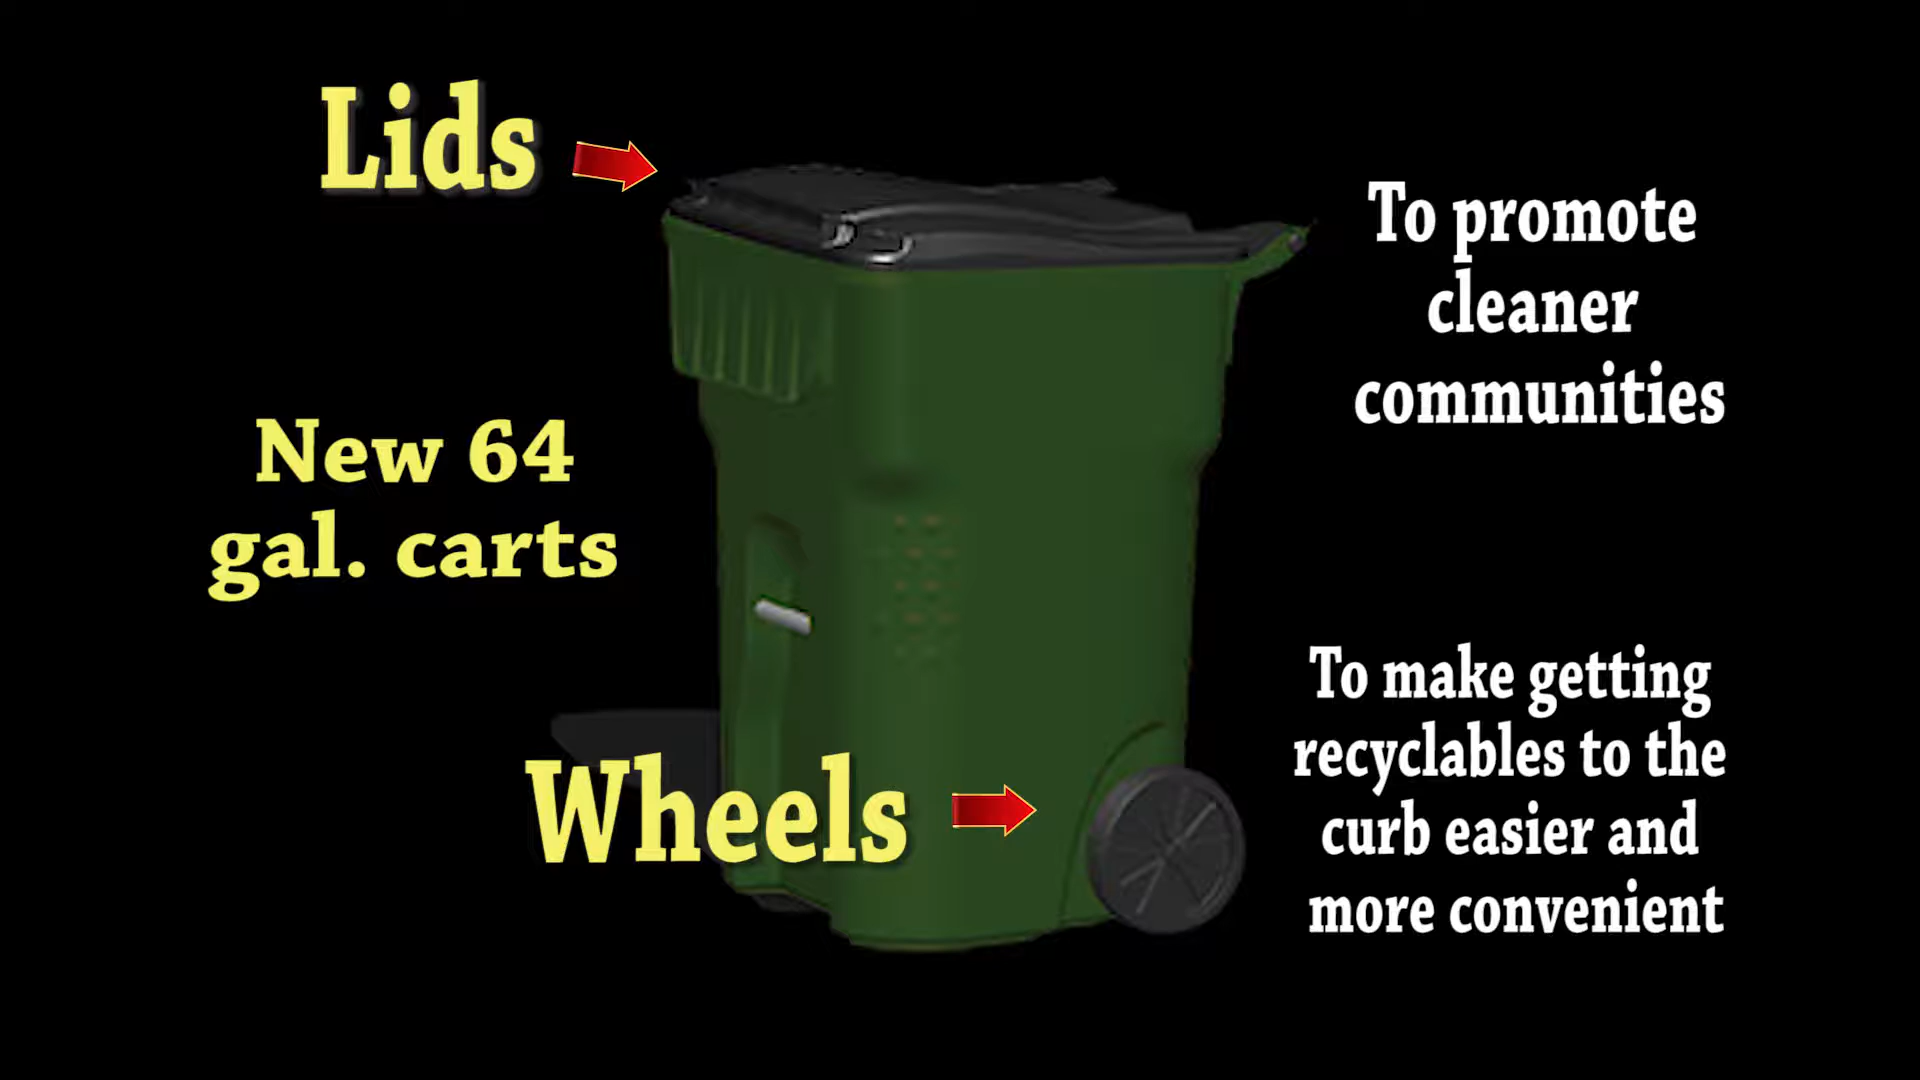 Lids
To promote
cleaner
communities
New 64
gal. carts
Wheels
To make getting
recyclables to the
curb easier and
more convenient